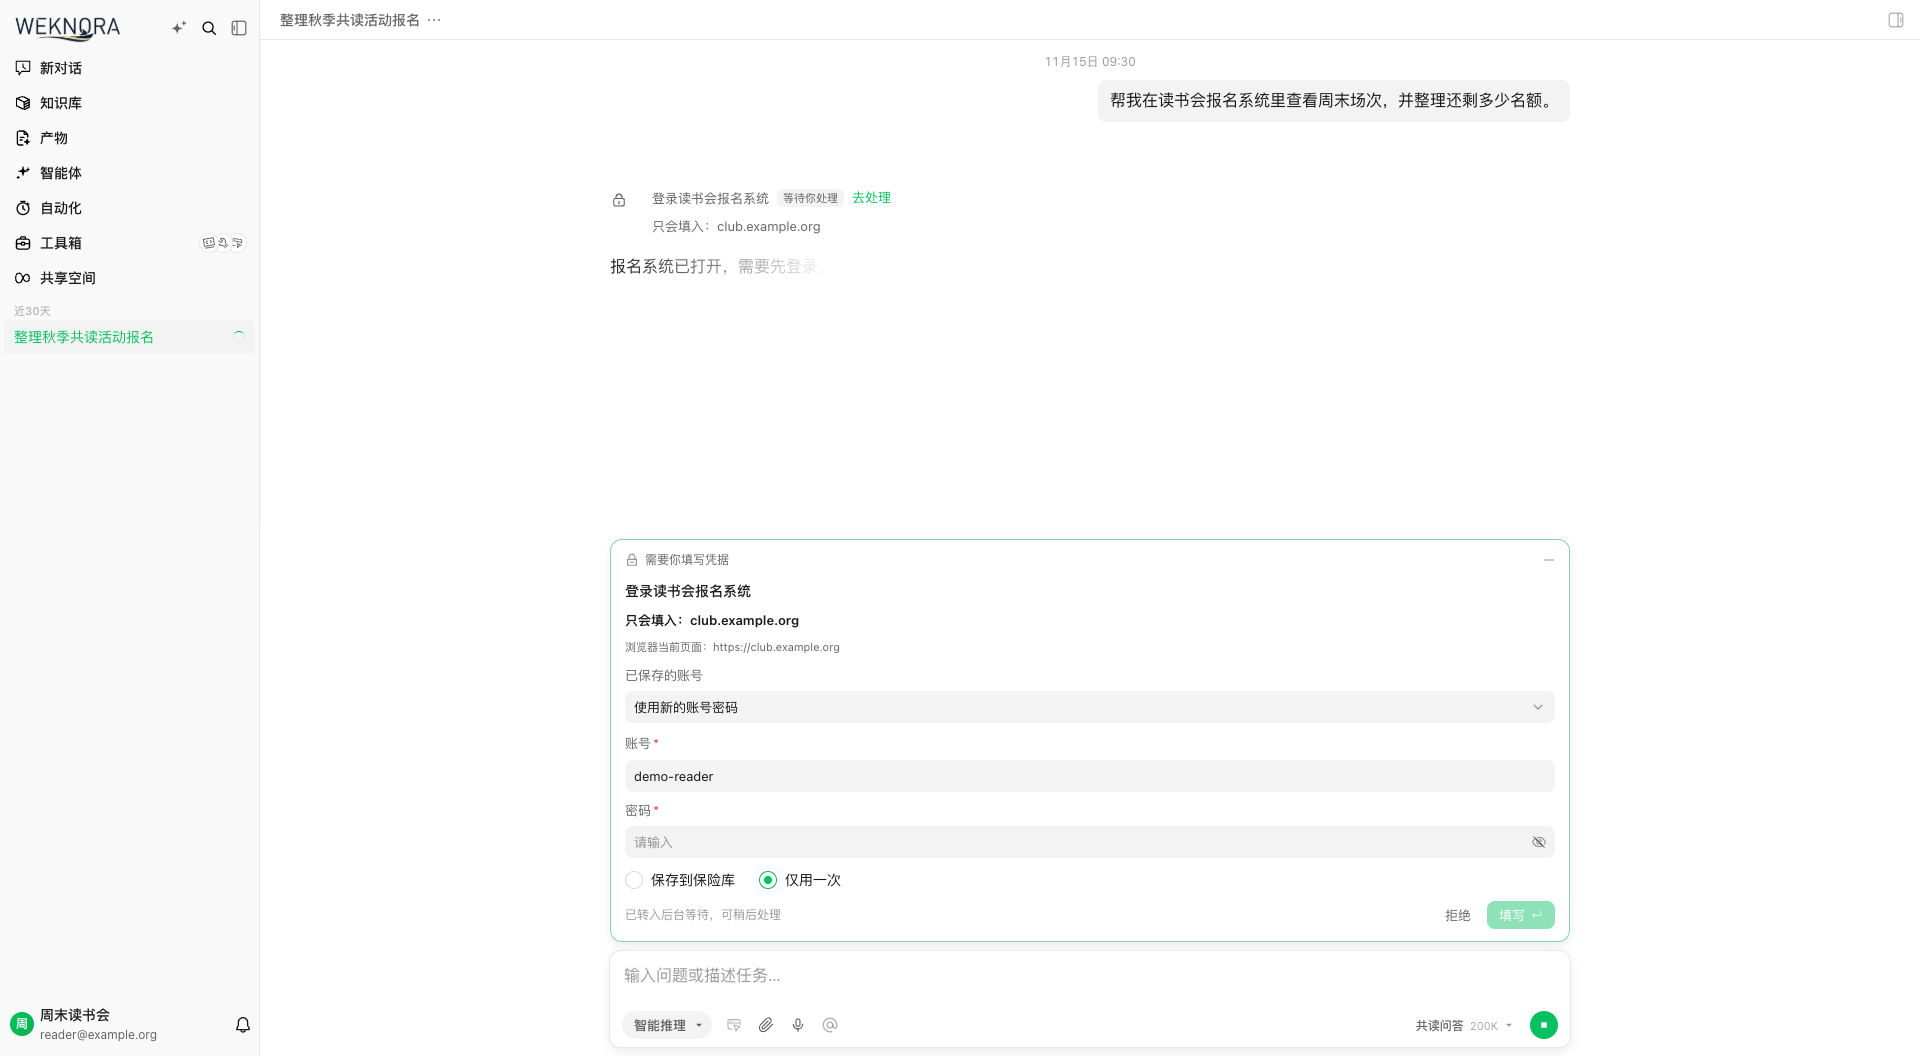 WEKNORA
新对话
知识库
产物
智能体
自动化
工具箱
共享空间
近30天
整理秋季共读活动报名
周
周末读书会
reader@example.org
整理秋季共读活动报名 ···
11月15日 09:30
帮我在读书会报名系统里查看周末场次，并整理还剩多少名额。
登录读书会报名系统 等待你处理 去处理
只会填入：club.example.org
报名系统已打开，需要先登录。
需要你填写凭据
登录读书会报名系统
只会填入：club.example.org
浏览器当前页面：https://club.example.org
已保存的账号
使用新的账号密码
账号*
demo-reader
密码*
请输入
保存到保险库 仅用一次
已转入后台等待，可稍后处理 拒绝 填写
输入问题或描述任务...
智能推理 共读问答 200K